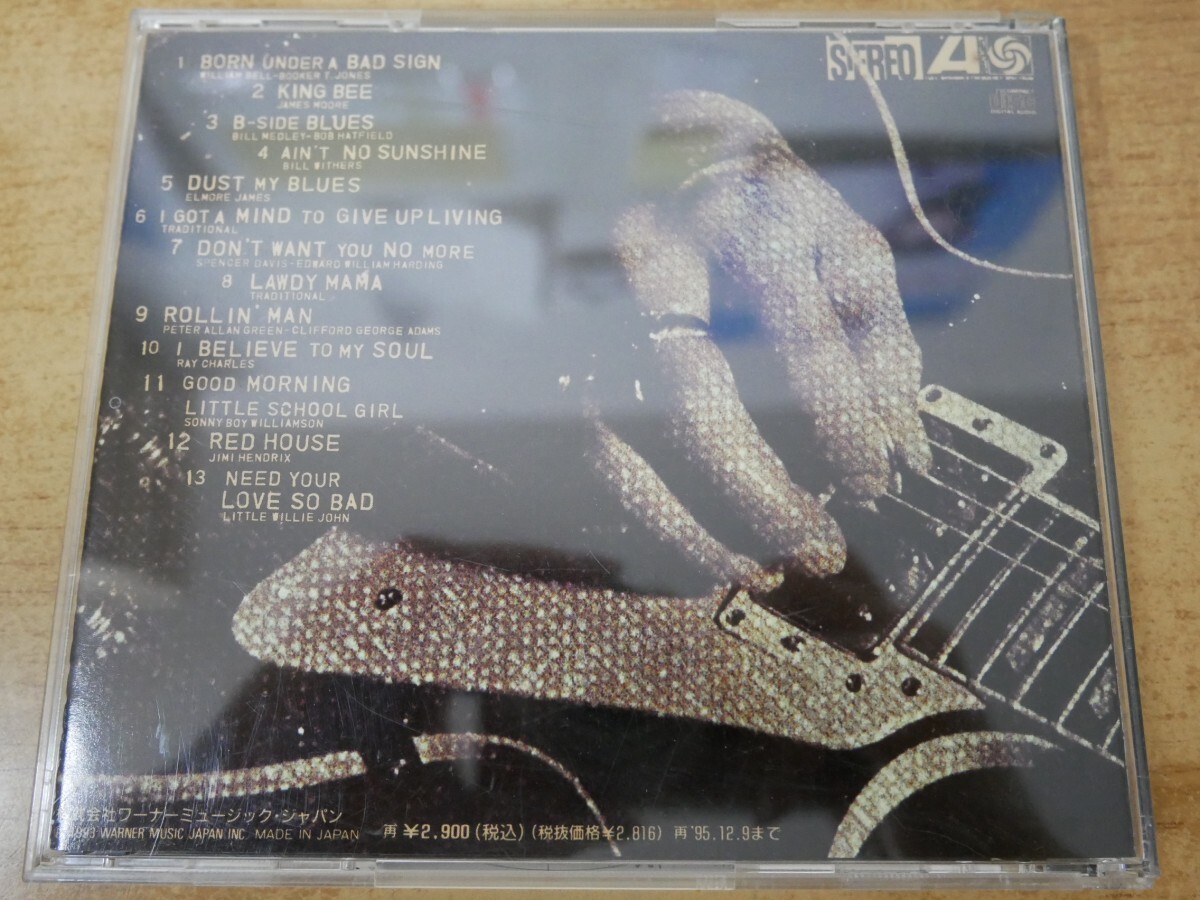 1 BORN UNDER A BAD SIGN
WILLIAM BELL-BOOKER T. JONES
2 KING BEE
JAMES MOORE
3 B-SIDE BLUES
BILL MEDLEY-BOB HATFIELD
4 AIN'T NO SUNSHINE
BILL WITHERS
5 DUST MY BLUES
ELMORE JAMES
6 I GOT A MIND TO GIVE UP LIVING
TRADITIONAL
7 DON'T WANT YOU NO MORE
SPENCER DAVIS-EDWARD WILLIAM HARDING
8 LAWDY MAMA
TRADITIONAL
9 ROLLIN' MAN
PETER ALLAN GREEN-CLIFFORD GEORGE ADAMS
10 I BELIEVE TO MY SOUL
RAY CHARLES
11 GOOD MORNING
LITTLE SCHOOL GIRL
SONNY BOY WILLIAMSON
12 RED HOUSE
JIMI HENDRIX
13 NEED YOUR
LOVE SO BAD
LITTLE WILLIE JOHN
STEREO
式会社ワーナーミュージック・ジャパン
1993 WARNER MUSIC JAPAN INC. MADE IN JAPAN
再 ¥2,900(税込)(税抜価格¥2,816) 再'95.12.9まで